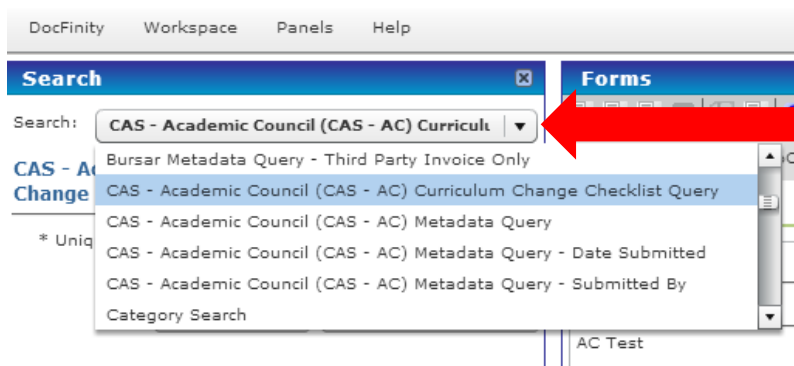 DocFinity Workspace Panels Help
Search
Forms
Search: CAS - Academic Council (CAS - AC) Curricul
Bursar Metadata Query - Third Party Invoice Only
CAS - A
CAS - Academic Council (CAS - AC) Curriculum Change Checklist Query
Change
CAS - Academic Council (CAS - AC) Metadata Query
* Uniq
CAS - Academic Council (CAS - AC) Metadata Query - Date Submitted
CAS - Academic Council (CAS - AC) Metadata Query - Submitted By
Category Search
AC Test